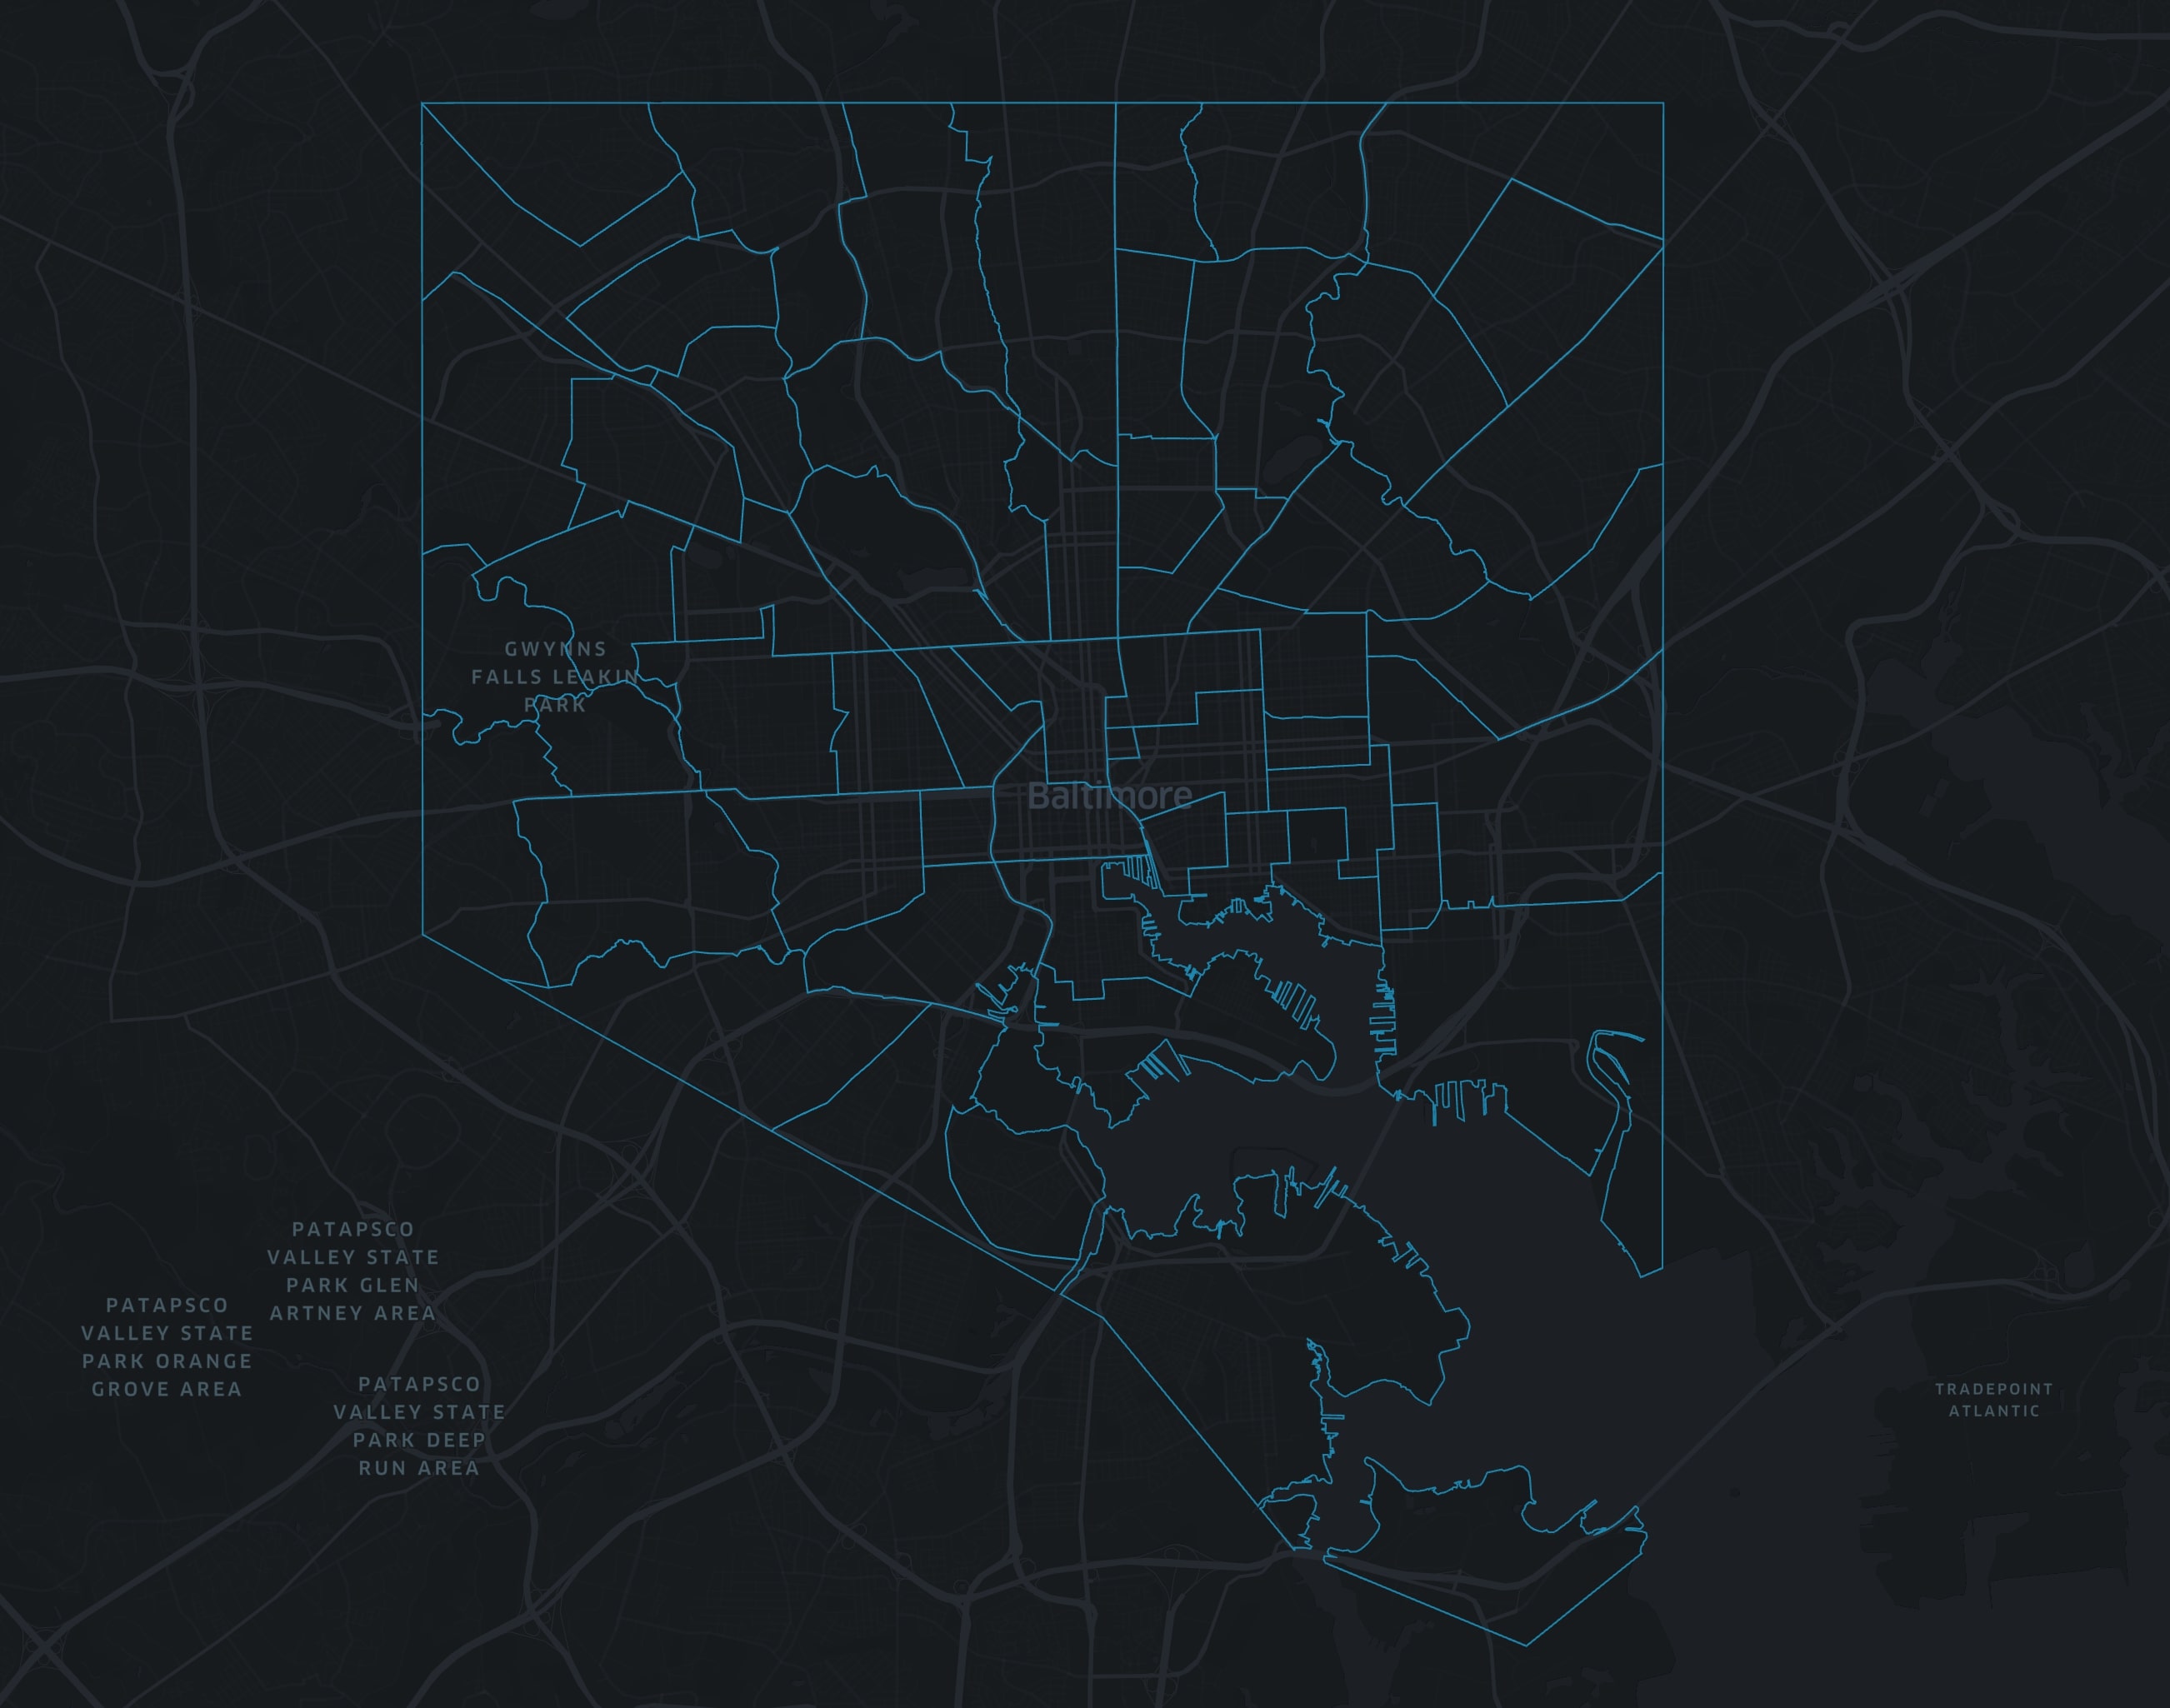 GWYNNS
FALLS LEAKIN
PARK
Baltimore
PATAPSCO
VALLEY STATE
PARK GLEN
ARTNEY AREA
PATAPSCO
VALLEY STATE
PARK ORANGE
GROVE AREA
PATAPSCO
VALLEY STATE
PARK DEEP
RUN AREA
TRADEPOINT
ATLANTIC